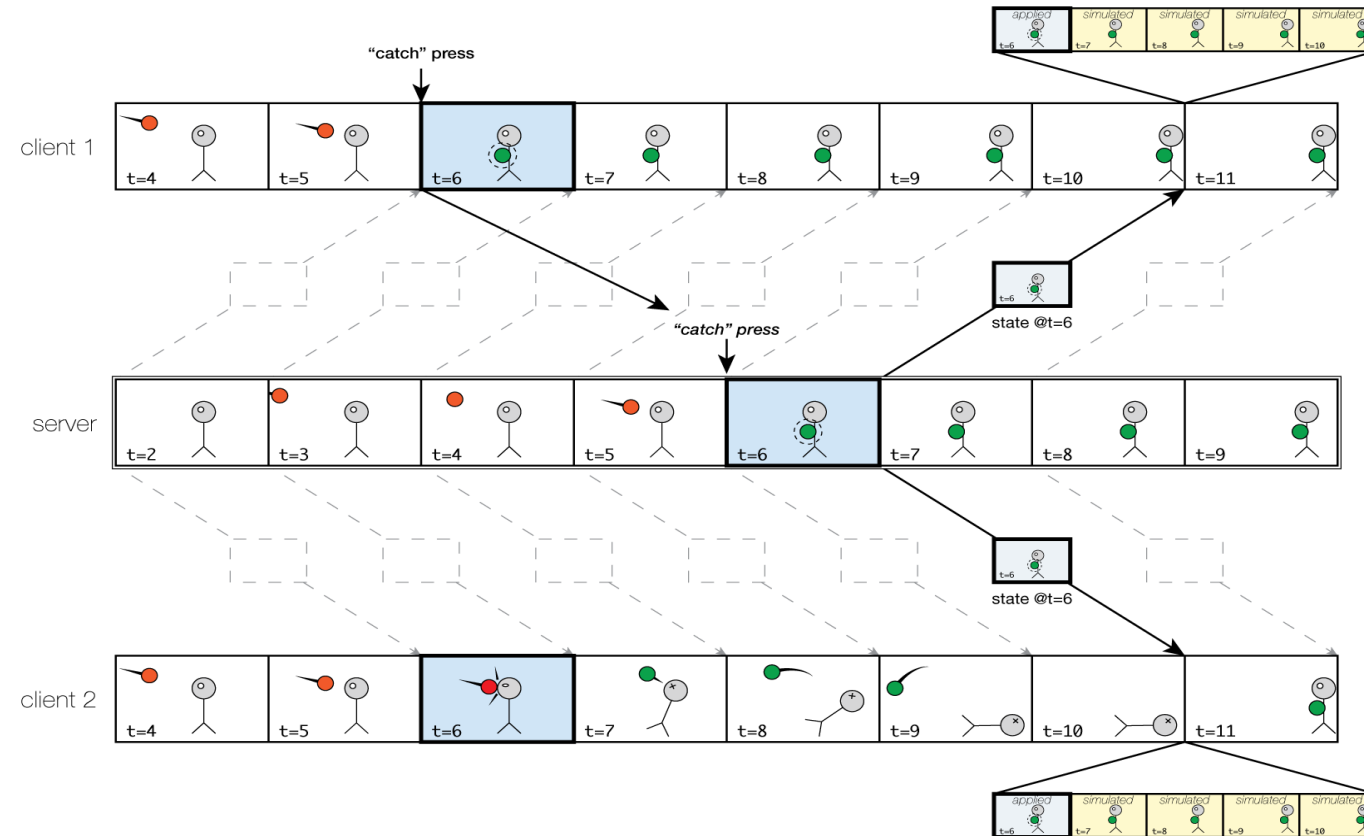 applied simulated simulated simulated simulated
t=6 t=7 t=8 t=9 t=10
“catch” press
client 1
t=4 t=5 t=6 t=7 t=8 t=9 t=10 t=11
t=6
state @t=6
“catch” press
server
t=2 t=3 t=4 t=5 t=6 t=7 t=8 t=9
t=6
state @t=6
client 2
t=4 t=5 t=6 t=7 t=8 t=9 t=10 t=11
applied simulated simulated simulated simulated
t=6 t=7 t=8 t=9 t=10